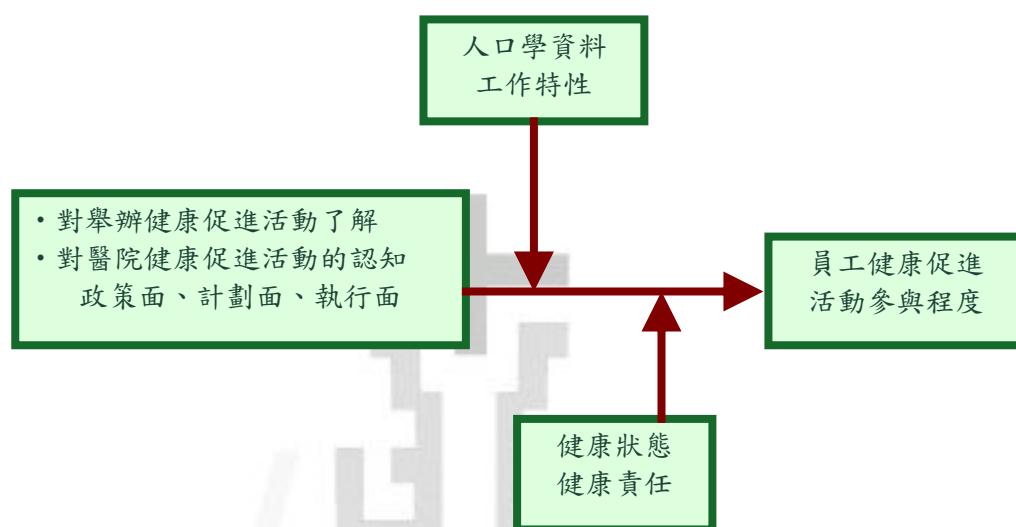 人口學資料
工作特性
・對舉辦健康促進活動了解
・對醫院健康促進活動的認知
政策面、計劃面、執行面
員工健康促進
活動參與程度
健康狀態
健康責任